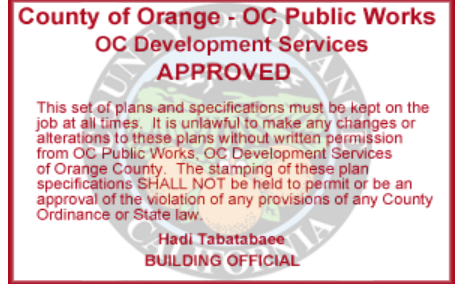 County of Orange - OC Public Works
OC Development Services
APPROVED
This set of plans and specifications must be kept on the
job at all times. It is unlawful to make any changes or
alterations to these plans without written permission
from OC Public Works, OC Development Services
of Orange County. The stamping of these plan
specifications SHALL NOT be held to permit or be an
approval of the violation of any provisions of any County
Ordinance or State law.
Hadi Tabatabaee
BUILDING OFFICIAL
COUNTY OF ORANGE
CALIFORNIA